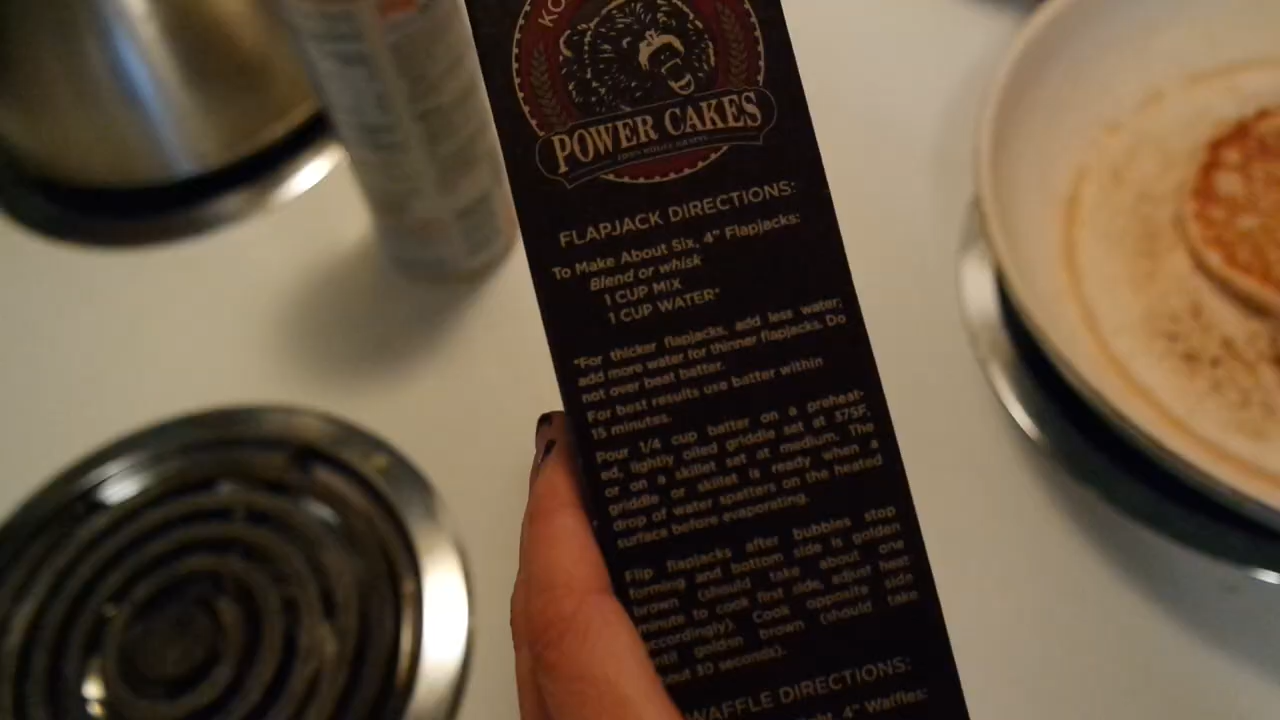 KO
POWER CAKES
FLAPJACK DIRECTIONS:
To Make About Six, 4" Flapjacks:
Blend or whisk
1 CUP MIX
1 CUP WATER*
*For thicker flapjacks, add less water;
add more water for thinner flapjacks. Do
not over beat batter.
For best results use batter within
15 minutes.
Pour 1/4 cup batter on a preheat-
ed, lightly oiled griddle set at 375F,
or on a skillet set at medium. The
griddle or skillet is ready when a
drop of water spatters on the heated
surface before evaporating.
Flip flapjacks after bubbles stop
forming and bottom side is golden
brown (should take about one
minute to cook first side, adjust heat
ccordingly). Cook opposite side
ntil golden brown (should take
out 30 seconds).
WAFFLE DIRECTIONS:
ght, 4" Waffles: